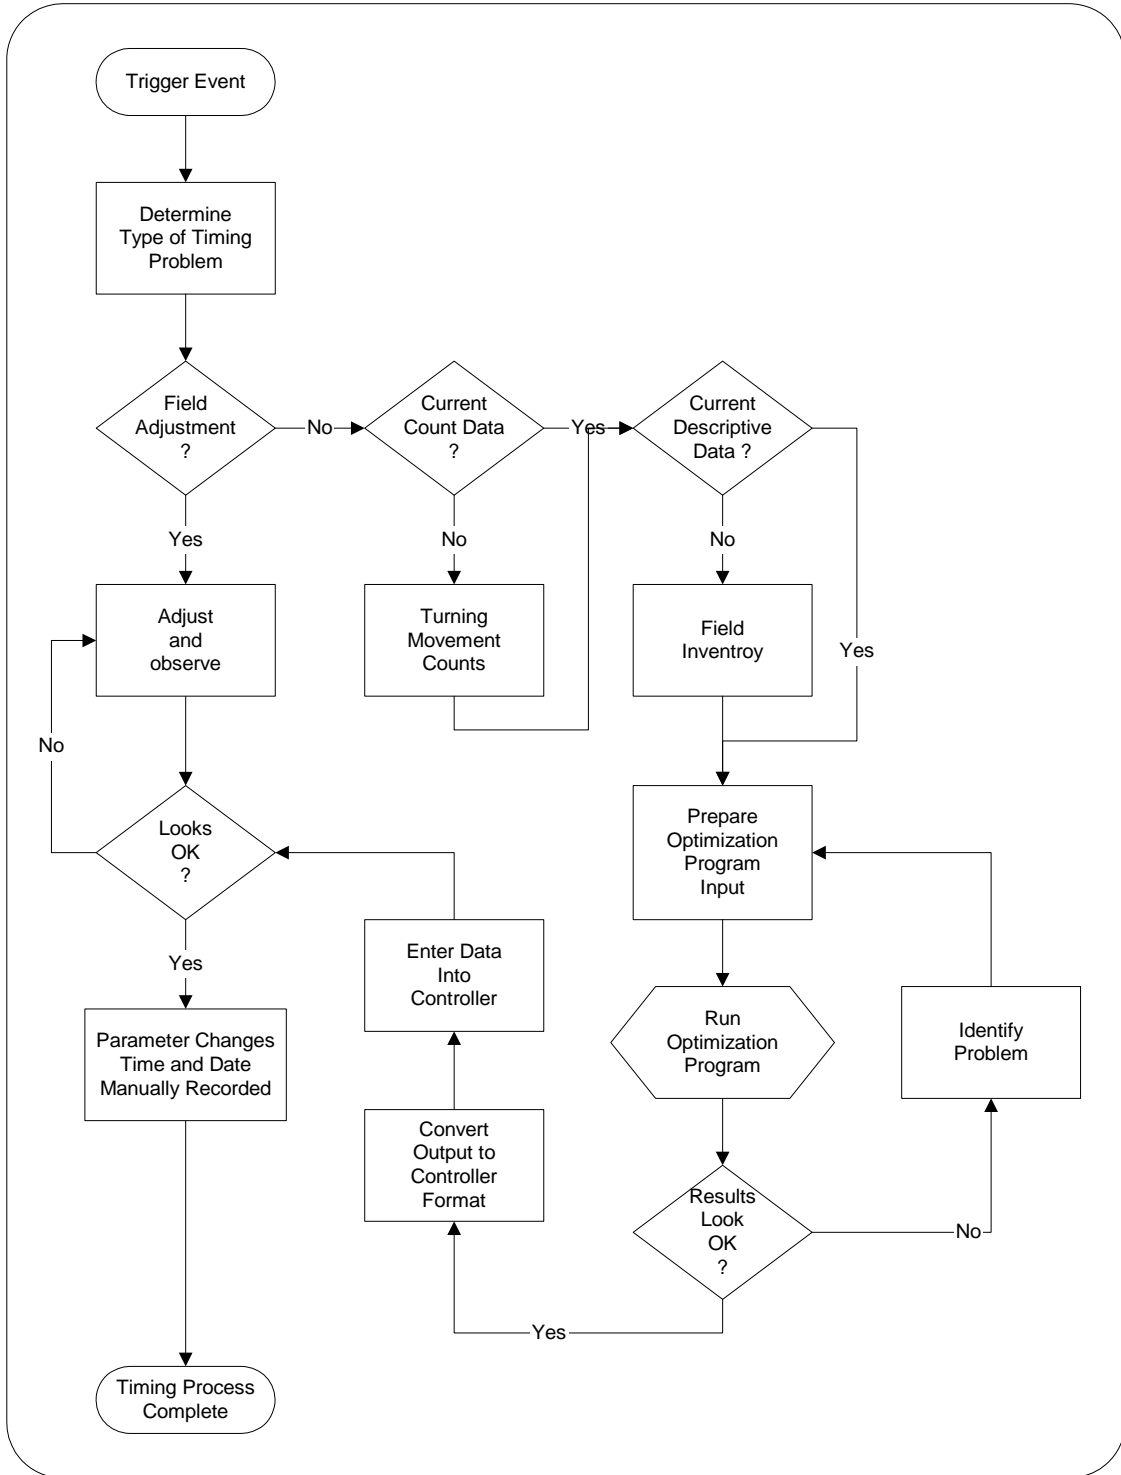 Trigger Event
Determine
Type of Timing
Problem
Field
Adjustment
?
No
Current
Count Data
?
Yes
Current
Descriptive
Data ?
Yes
No
No
Adjust
and
observe
Turning
Movement
Counts
Field
Inventroy
Yes
No
Looks
OK
?
Prepare
Optimization
Program
Input
Yes
Enter Data
Into
Controller
Parameter Changes
Time and Date
Manually Recorded
Run
Optimization
Program
Identify
Problem
Convert
Output to
Controller
Format
Results
Look
OK
?
No
Yes
Timing Process
Complete